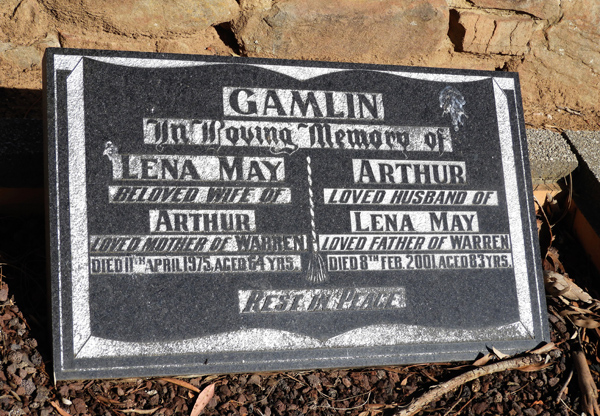 GAMLIN
In Loving Memory of
LENA MAY
BELOVED WIFE OF
ARTHUR
LOVED MOTHER OF WARREN
DIED 11TH APRIL 1975, AGED 64 YRS.
ARTHUR
LOVED HUSBAND OF
LENA MAY
LOVED FATHER OF WARREN
DIED 8TH FEB. 2001, AGED 83 YRS.
REST IN PEACE